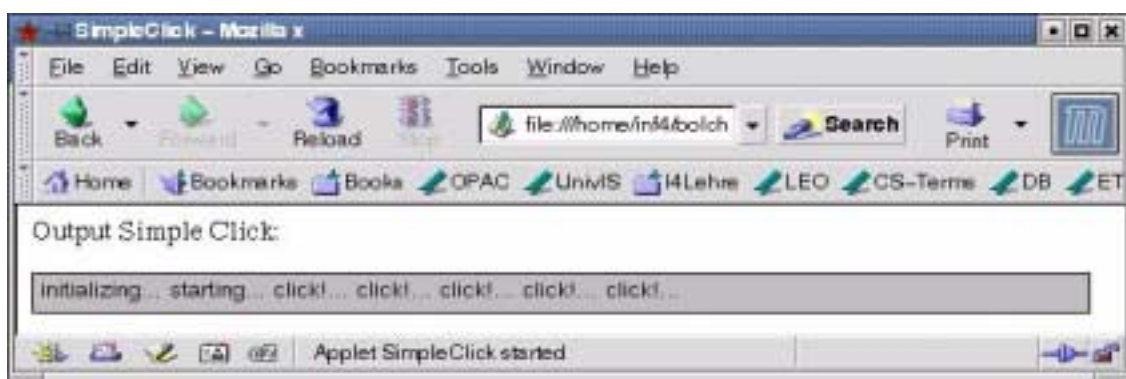 SimpleClick – Mozilla x
File Edit View Go Bookmarks Tools Window Help
Back Forward Reload Stop file:///home/inf4/bolch Search Print
Home Bookmarks Books OPAC UnivIS I4Lehre LEO CS-Terms DB ET
Output Simple Click:
initializing... starting... click!... click!... click!... click!... click!...
Applet SimpleClick started